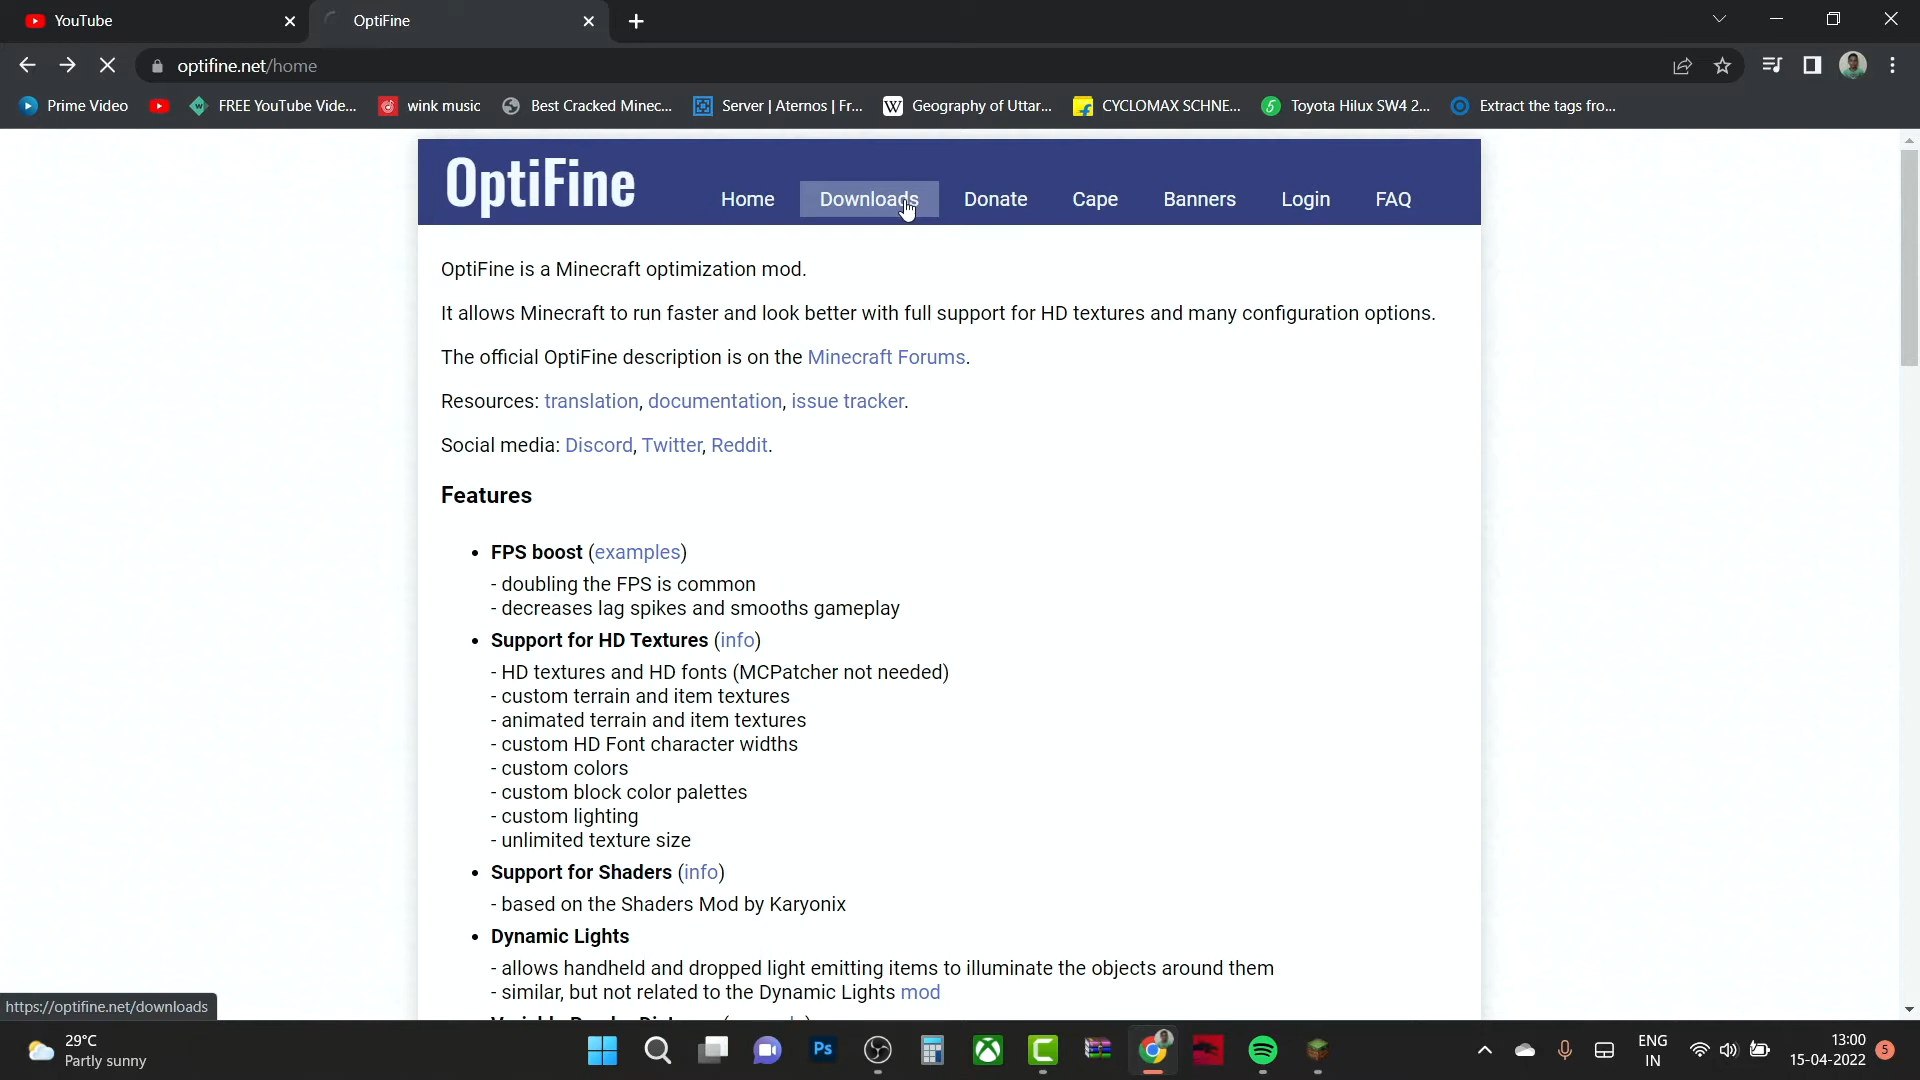 YouTube
OptiFine
optifine.net/home
Prime Video
FREE YouTube Vide...
wink music
Best Cracked Minec...
Server | Aternos | Fr...
Geography of Uttar...
CYCLOMAX SCHNE...
Toyota Hilux SW4 2...
Extract the tags fro...
OptiFine
Home Downloads Donate Cape Banners Login FAQ
OptiFine is a Minecraft optimization mod.
It allows Minecraft to run faster and look better with full support for HD textures and many configuration options.
The official OptiFine description is on the Minecraft Forums.
Resources: translation, documentation, issue tracker.
Social media: Discord, Twitter, Reddit.
Features
• FPS boost (examples)
- doubling the FPS is common
- decreases lag spikes and smooths gameplay
• Support for HD Textures (info)
- HD textures and HD fonts (MCPatcher not needed)
- custom terrain and item textures
- animated terrain and item textures
- custom HD Font character widths
- custom colors
- custom block color palettes
- custom lighting
- unlimited texture size
• Support for Shaders (info)
- based on the Shaders Mod by Karyonix
• Dynamic Lights
- allows handheld and dropped light emitting items to illuminate the objects around them
- similar, but not related to the Dynamic Lights mod
https://optifine.net/downloads
29°C
Partly sunny
Ps
ENG
IN
13:00
15-04-2022
5